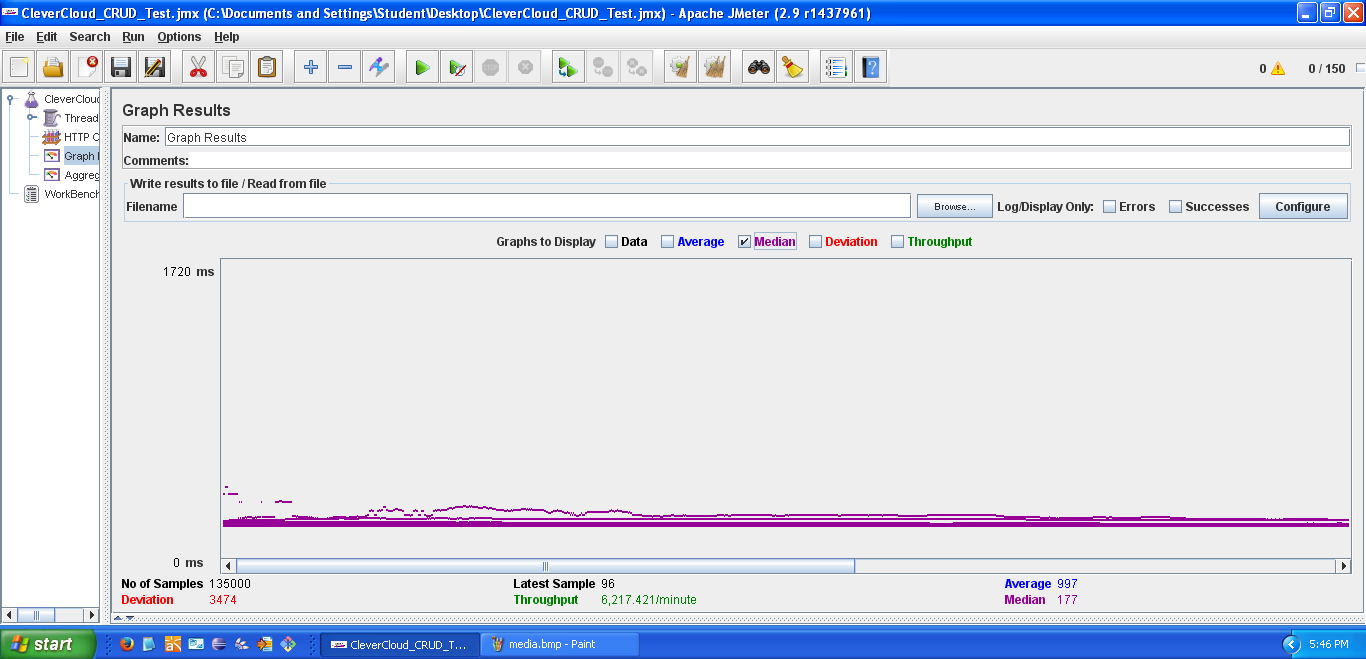 CleverCloud_CRUD_Test.jmx (C:\Documents and Settings\Student\Desktop\CleverCloud_CRUD_Test.jmx) - Apache JMeter (2.9 r1437961)
File Edit Search Run Options Help
0 0 / 150
CleverCloud
Thread
HTTP C
Graph
Aggreg
WorkBench
Graph Results
Name: Graph Results
Comments:
Write results to file / Read from file
Filename Browse... Log/Display Only: Errors Successes Configure
Graphs to Display Data Average Median Deviation Throughput
1720 ms
0 ms
No of Samples 135000 Latest Sample 96 Average 997
Deviation 3474 Throughput 6,217.421/minute Median 177
start CleverCloud_CRUD_T... media.bmp - Paint 5:46 PM